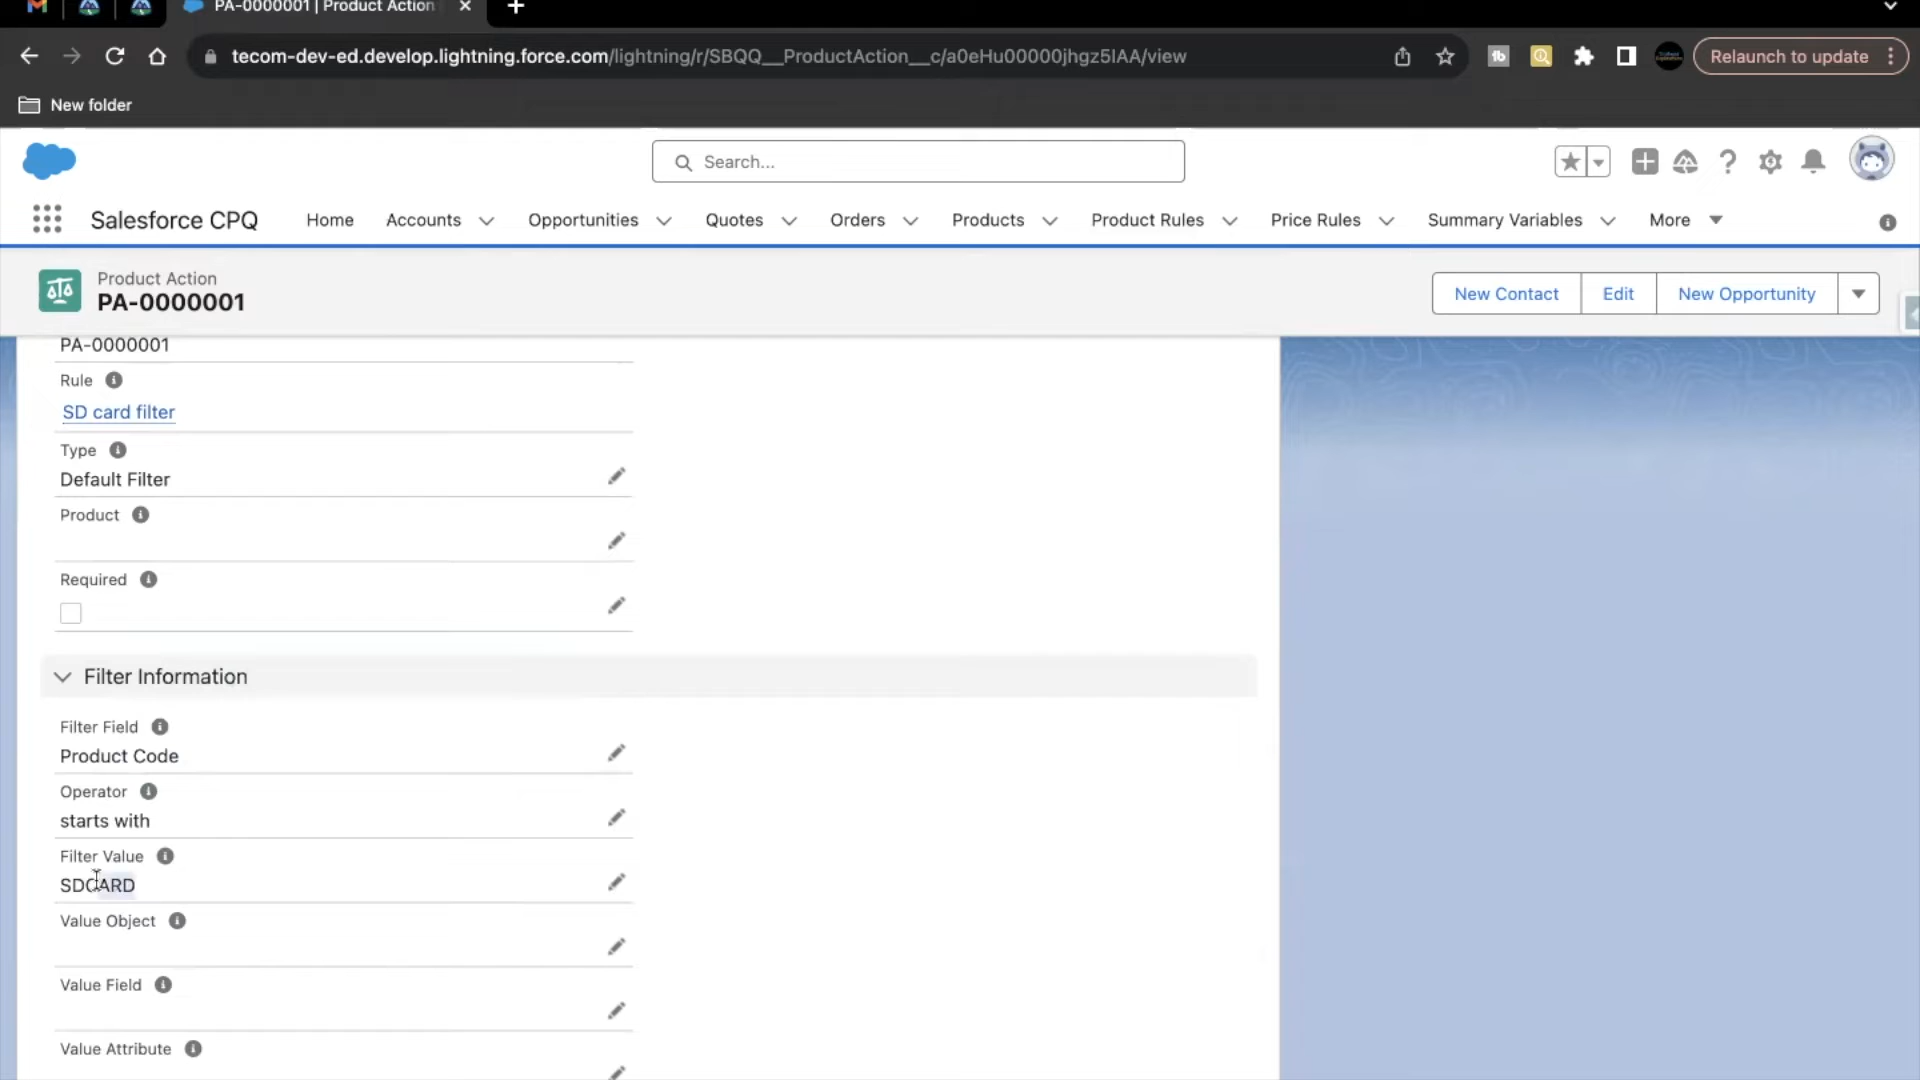 PA-0000001 | Product Action
tecom-dev-ed.develop.lightning.force.com/lightning/r/SBQQ__ProductAction__c/a0eHu00000jhgz5IAA/view
Relaunch to update
New folder
Search...
Salesforce CPQ
Home
Accounts
Opportunities
Quotes
Orders
Products
Product Rules
Price Rules
Summary Variables
More
Product Action
PA-0000001
New Contact
Edit
New Opportunity
PA-0000001
Rule
SD card filter
Type
Default Filter
Product
Required
Filter Information
Filter Field
Product Code
Operator
starts with
Filter Value
SDCARD
Value Object
Value Field
Value Attribute